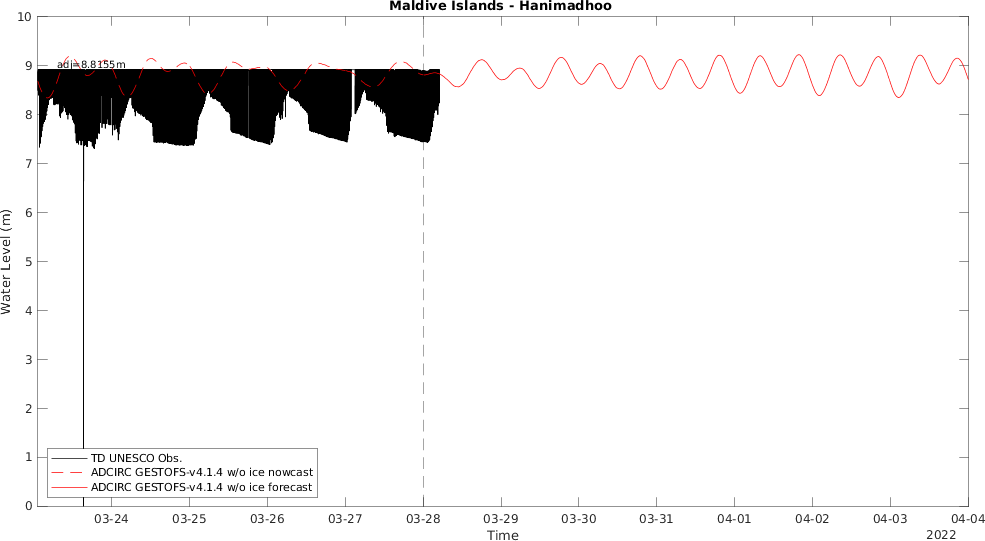 Maldive Islands - Hanimadhoo
10
9
8
7
6
5
4
3
2
1
0
Water Level (m)
adj=8.8155m
TD UNESCO Obs.
ADCIRC GESTOFS-v4.1.4 w/o ice nowcast
ADCIRC GESTOFS-v4.1.4 w/o ice forecast
03-24 03-25 03-26 03-27 03-28 03-29 03-30 03-31 04-01 04-02 04-03 04-04
Time
2022